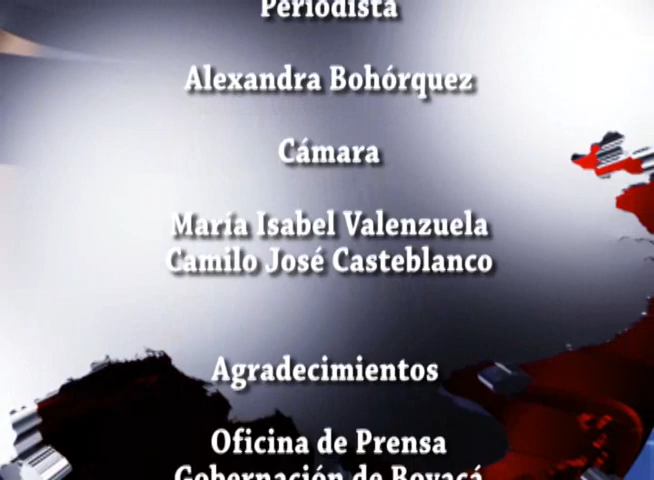 Periodista
Alexandra Bohórquez
Cámara
María Isabel Valenzuela
Camilo José Casteblanco
Agradecimientos
Oficina de Prensa
Gobernación de Boyacá